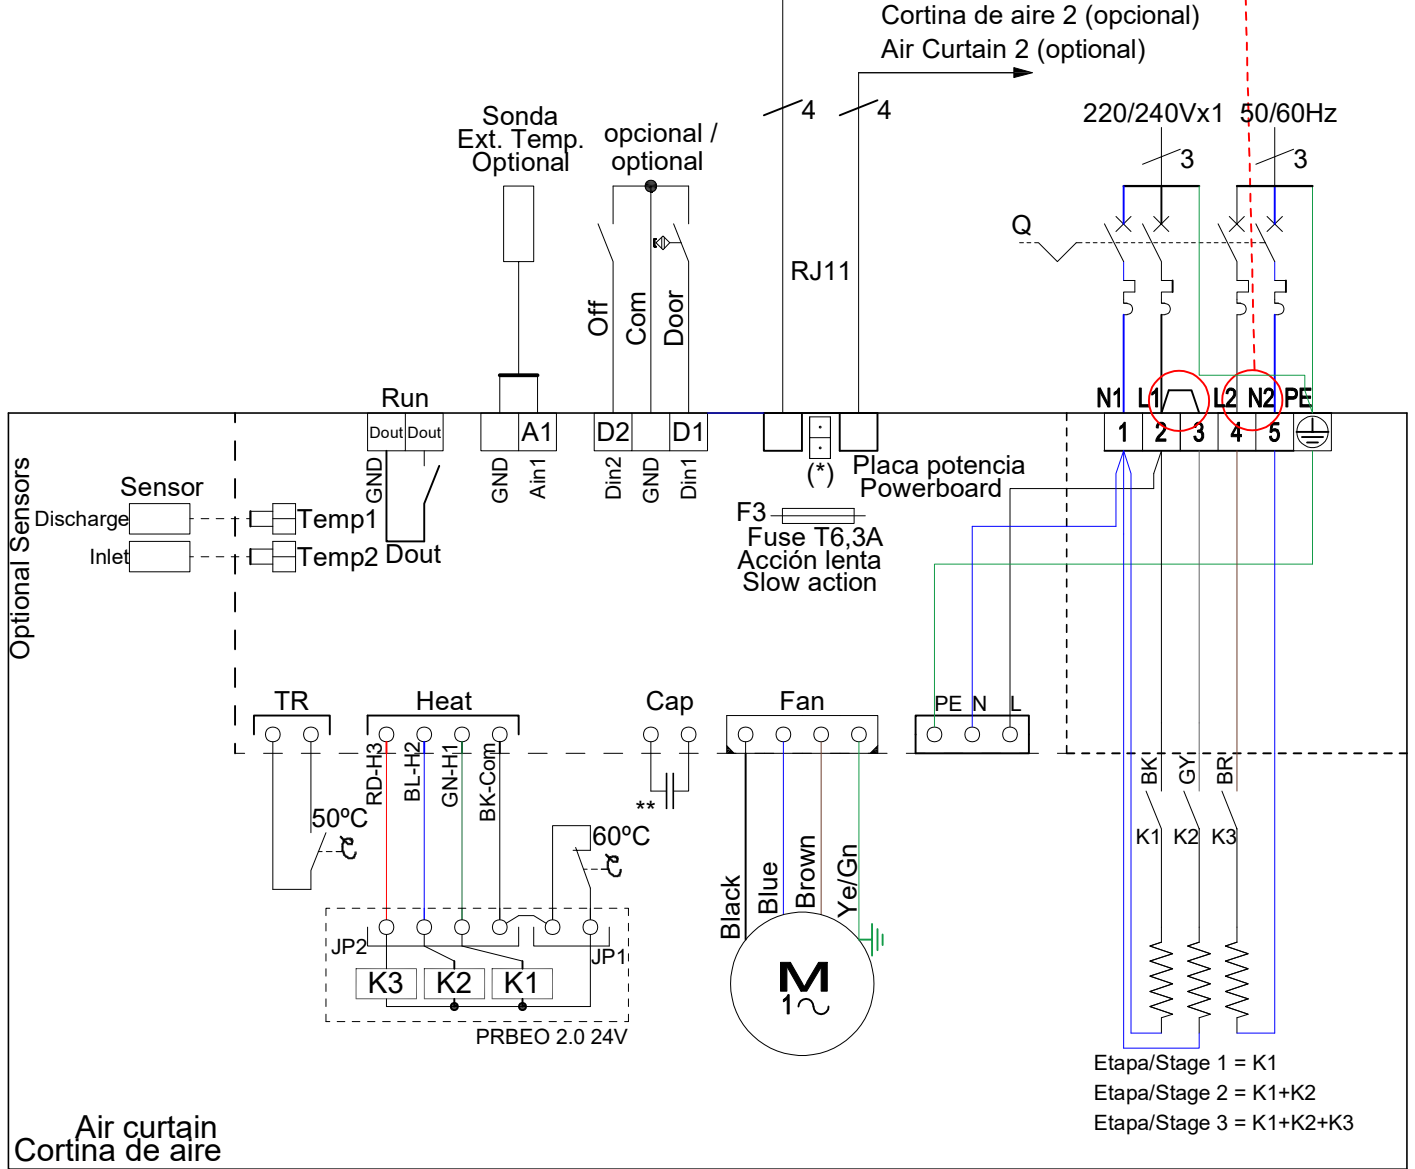 Cortina de aire 2 (opcional)
Air Curtain 2 (optional)
4
4
220/240Vx1 50/60Hz
3
3
Sonda
Ext. Temp.
Optional
opcional /
optional
Q
RJ11
Off
Com
Door
Run
N1 L1 L2 N2 PE
Dout Dout
A1
D2 D1
1 2 3 4 5
GND
GND
Ain1
Din2
GND
Din1
(*)
Placa potencia
Powerboard
Optional Sensors
Sensor
Discharge
Temp1
Inlet
Temp2
Dout
F3
Fuse T6,3A
Acción lenta
Slow action
TR
Heat
Cap
Fan
PE N L
RD-H3
BL-H2
GN-H1
BK-Com
**
BK
GY
BR
50ºC
60ºC
K1
K2
K3
Black
Blue
Brown
Ye/Gn
JP2
JP1
K3
K2
K1
M
1
PRBEO 2.0 24V
Etapa/Stage 1 = K1
Etapa/Stage 2 = K1+K2
Etapa/Stage 3 = K1+K2+K3
Air curtain
Cortina de aire